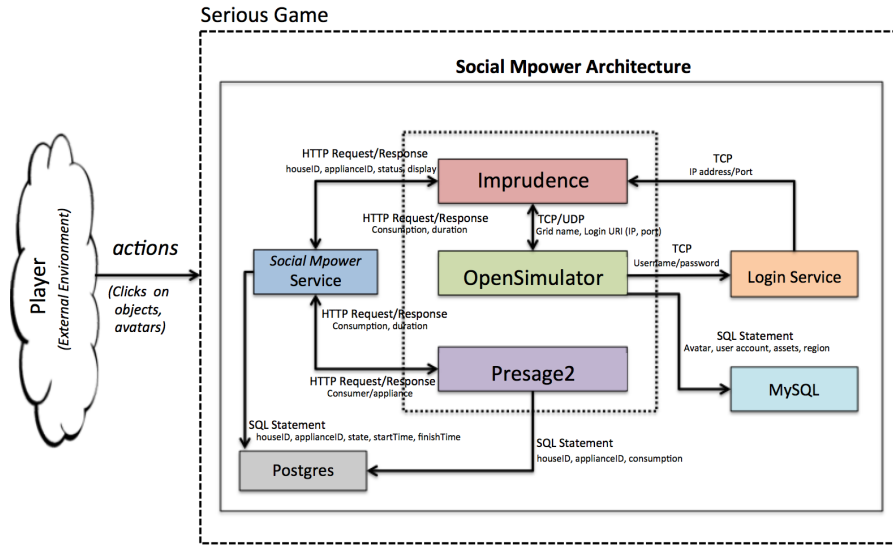 Serious Game
Social Mpower Architecture
Player
(External Environment)
actions
(Clicks on
objects,
avatars)
HTTP Request/Response
houseID, applianceID, status, display
Imprudence
TCP
IP address/Port
HTTP Request/Response
Consumption, duration
TCP/UDP
Grid name, Login URI (IP, port)
Social Mpower
Service
OpenSimulator
TCP
Username/password
Login Service
HTTP Request/Response
Consumption, duration
SQL Statement
Avatar, user account, assets, region
Presage2
HTTP Request/Response
Consumer/appliance
MySQL
SQL Statement
houseID, applianceID, state, startTime, finishTime
SQL Statement
houseID, applianceID, consumption
Postgres